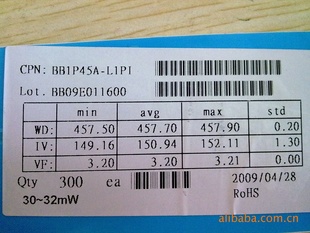 CPN: BB1P45A-L1PI
Lot. BB09E011600
min avg max std
WD: 457.50 457.70 457.90 0.20
IV: 149.16 150.94 152.11 1.30
VF: 3.20 3.20 3.21 0.00
Qty 300 ea
2009/04/28
30~32mW RoHS
alibaba.com.cn